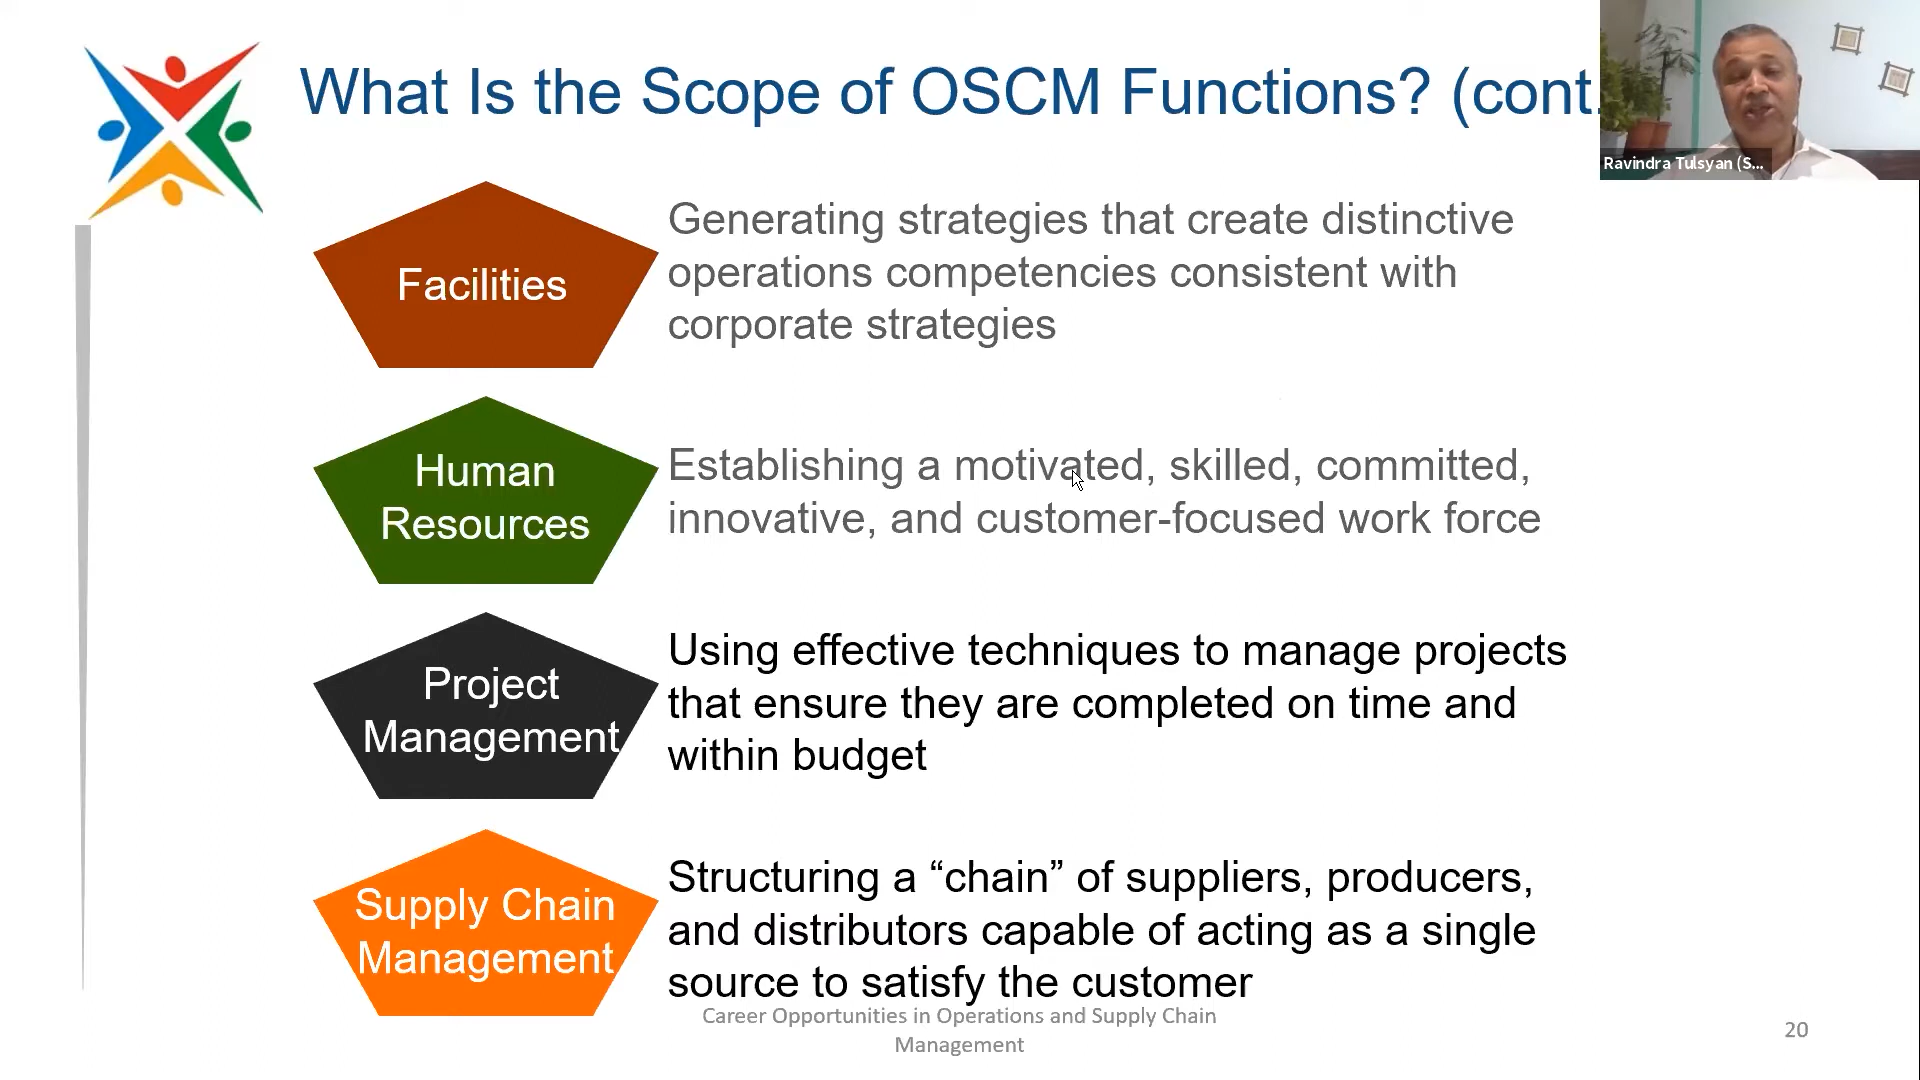 What Is the Scope of OSCM Functions? (cont.
Ravindra Tulsyan (S...
Facilities
Generating strategies that create distinctive
operations competencies consistent with
corporate strategies
Human
Resources
Establishing a motivated, skilled, committed,
innovative, and customer-focused work force
Project
Management
Using effective techniques to manage projects
that ensure they are completed on time and
within budget
Supply Chain
Management
Structuring a “chain” of suppliers, producers,
and distributors capable of acting as a single
source to satisfy the customer
Career Opportunities in Operations and Supply Chain
Management
20